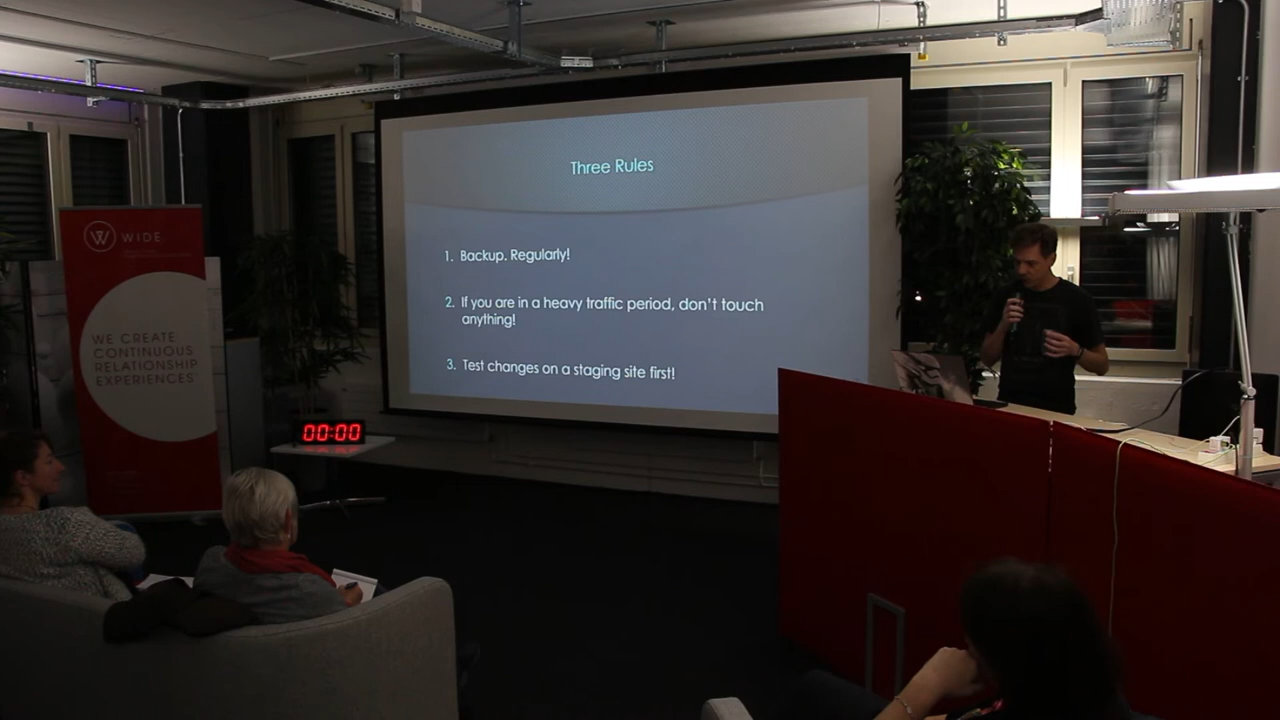 Three Rules
1. Backup. Regularly!
2. If you are in a heavy traffic period, don't touch
anything!
3. Test changes on a staging site first!
W WIDE
WE CREATE
CONTINUOUS
RELATIONSHIP
EXPERIENCES
00:00